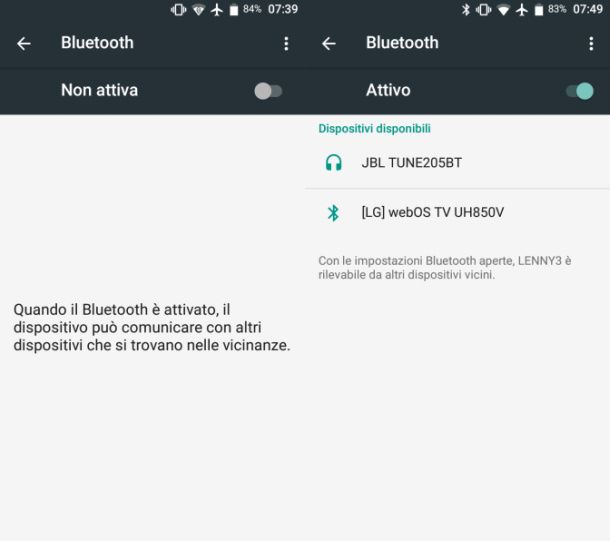 84% 07:39
Bluetooth
Non attiva
Quando il Bluetooth è attivato, il
dispositivo può comunicare con altri
dispositivi che si trovano nelle vicinanze.
83% 07:49
Bluetooth
Attivo
Dispositivi disponibili
JBL TUNE205BT
[LG] webOS TV UH850V
Con le impostazioni Bluetooth aperte, LENNY3 è
rilevabile da altri dispositivi vicini.